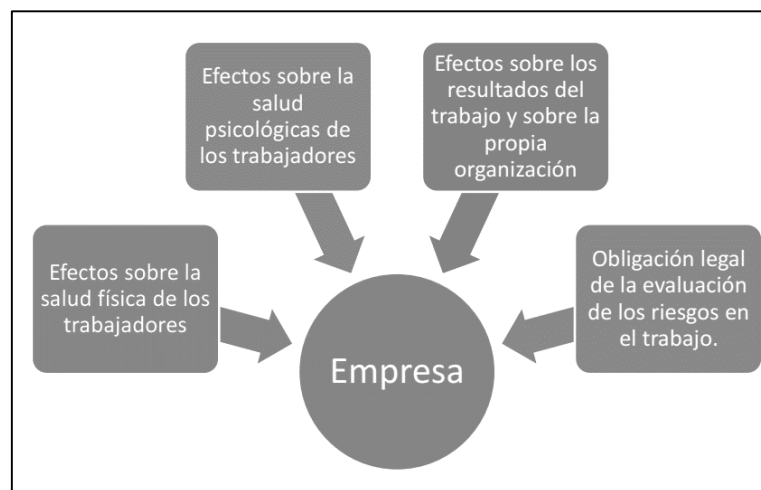 Efectos sobre la
salud
psicológicas de
los trabajadores
Efectos sobre los
resultados del
trabajo y sobre la
propia
organización
Efectos sobre la
salud física de los
trabajadores
Obligación legal
de la evaluación
de los riesgos en
el trabajo.
Empresa